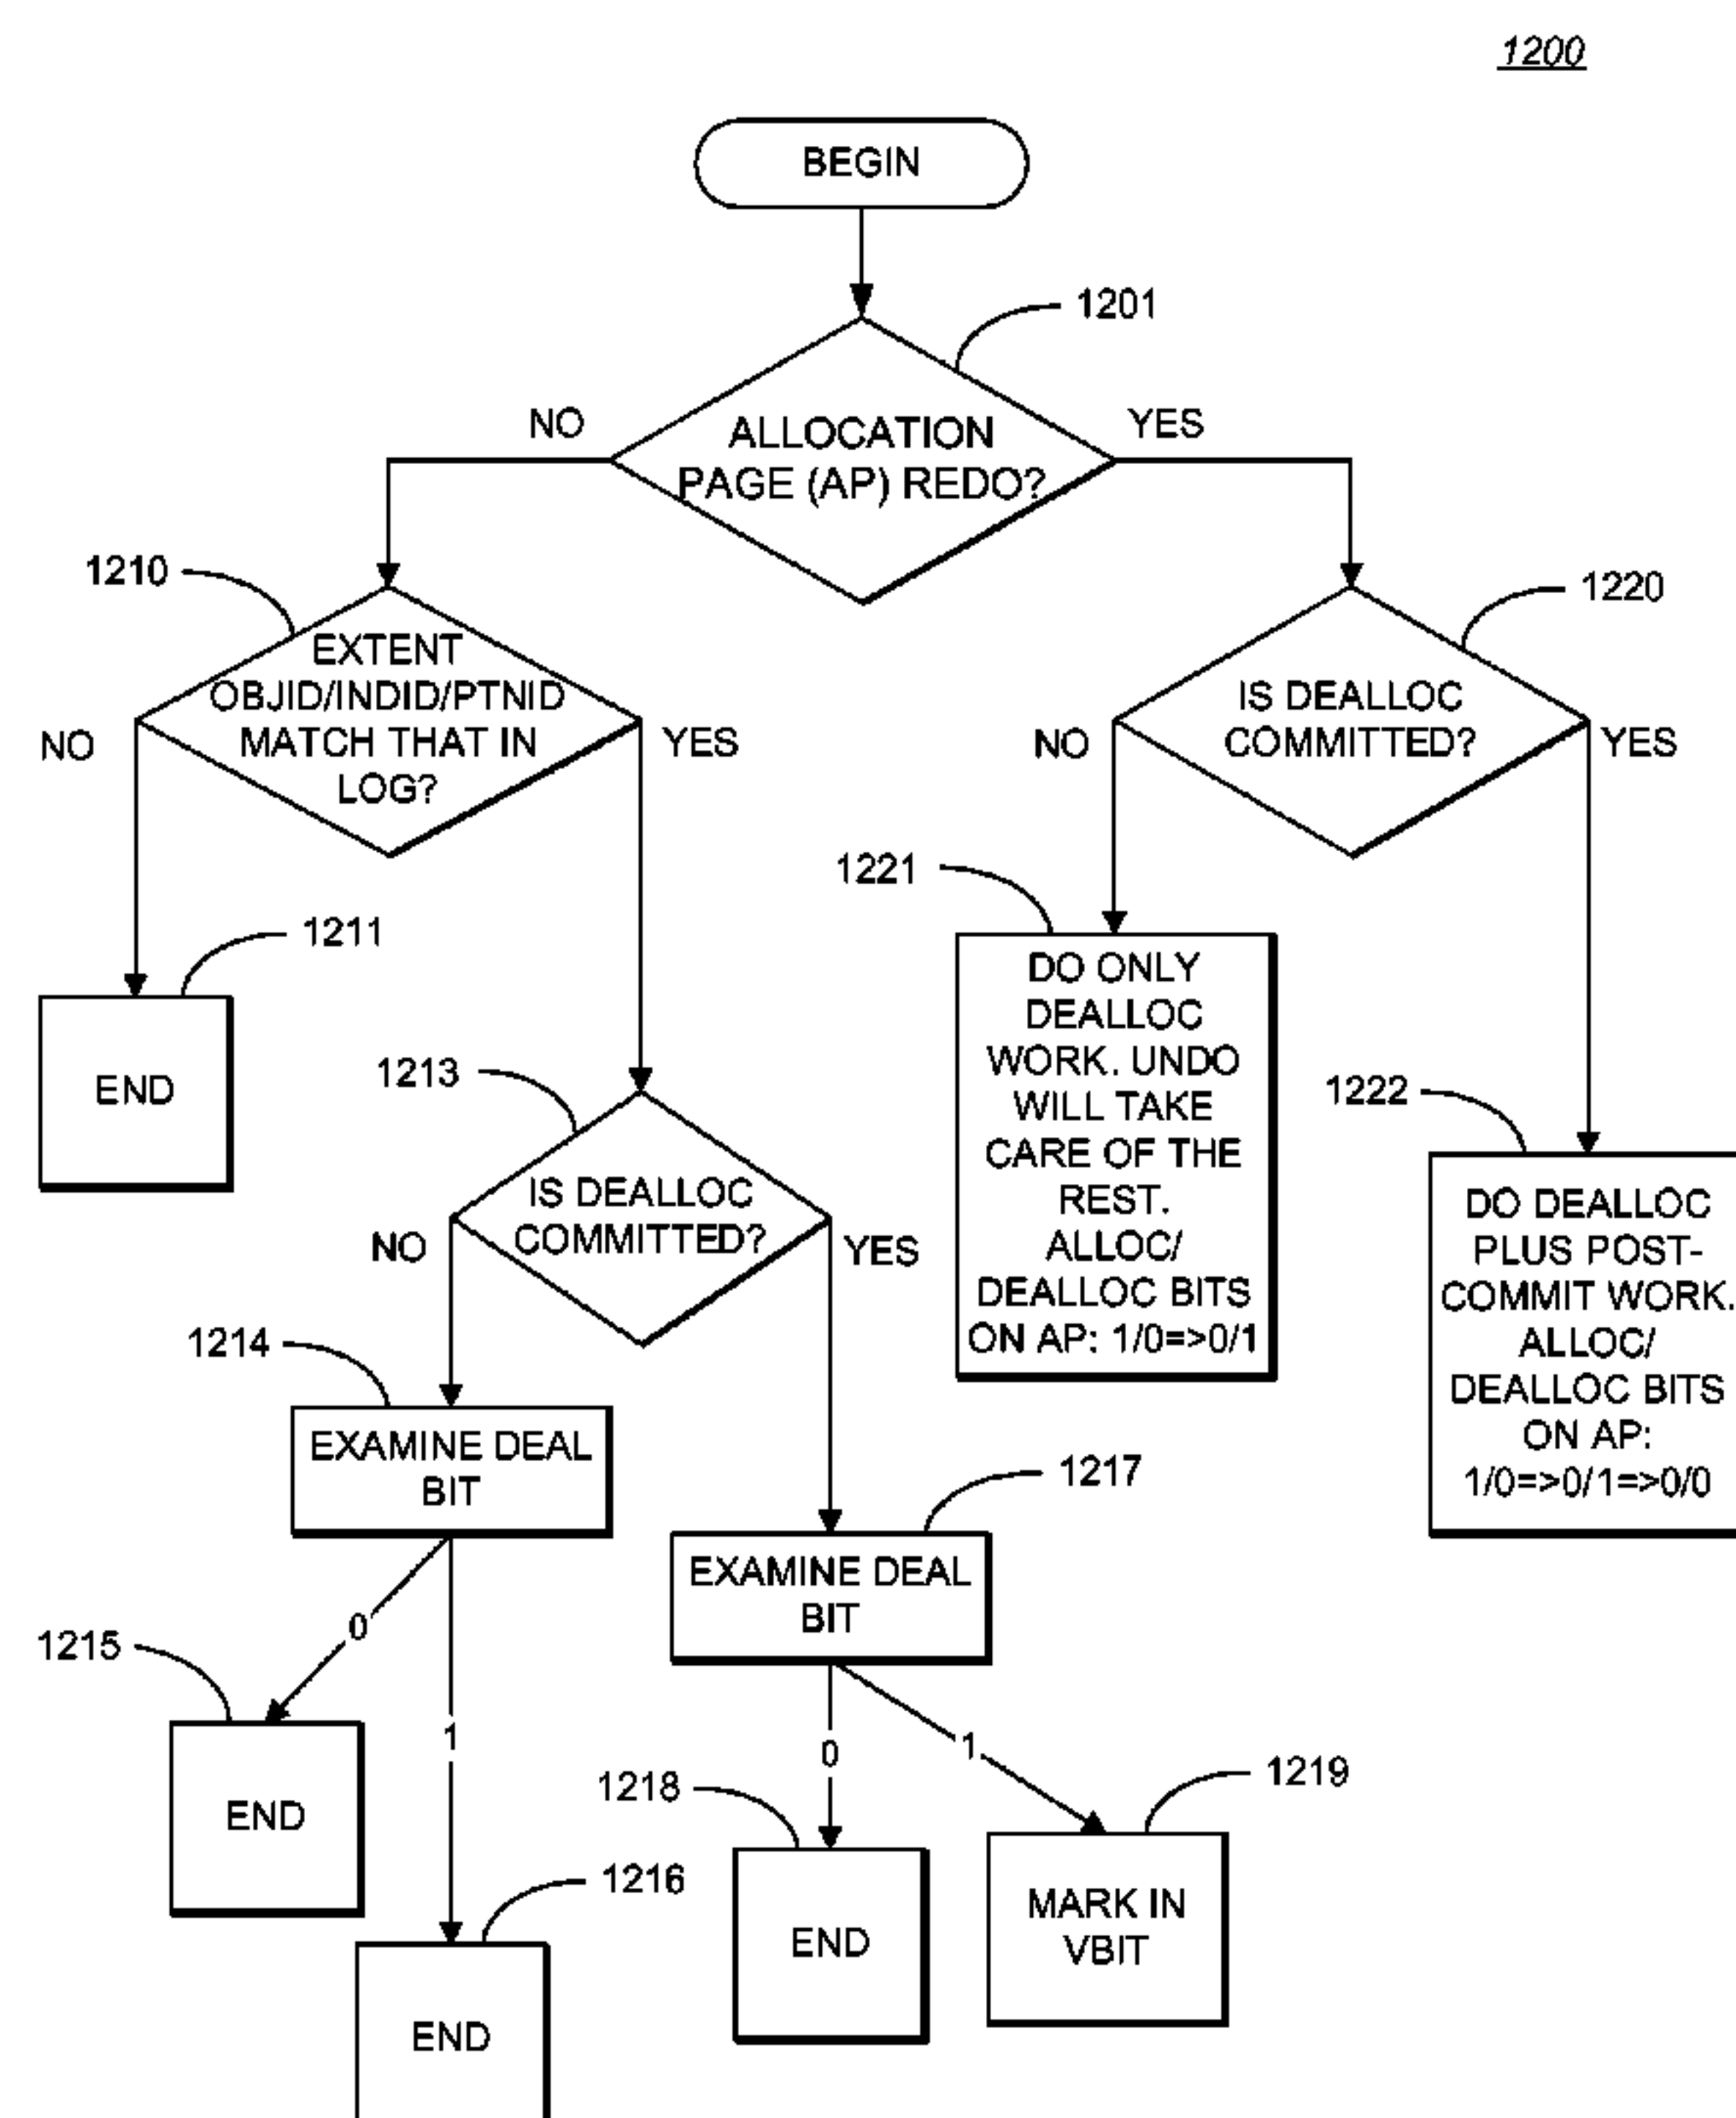 1200
BEGIN
1201
ALLOCATION
PAGE (AP) REDO?
NO
YES
1210
EXTENT
OBJID/INDID/PTNID
MATCH THAT IN
LOG?
NO
YES
1220
IS DEALLOC
COMMITTED?
NO
YES
1211
END
1221
DO ONLY
DEALLOC
WORK. UNDO
WILL TAKE
CARE OF THE
REST.
ALLOC/
DEALLOC BITS
ON AP: 1/0=>0/1
1213
IS DEALLOC
COMMITTED?
NO
YES
1222
DO DEALLOC
PLUS POST-
COMMIT WORK.
ALLOC/
DEALLOC BITS
ON AP:
1/0=>0/1=>0/0
1214
EXAMINE DEAL
BIT
1217
EXAMINE DEAL
BIT
0
1
0
1
1215
END
1216
END
1218
END
1219
MARK IN
VBIT